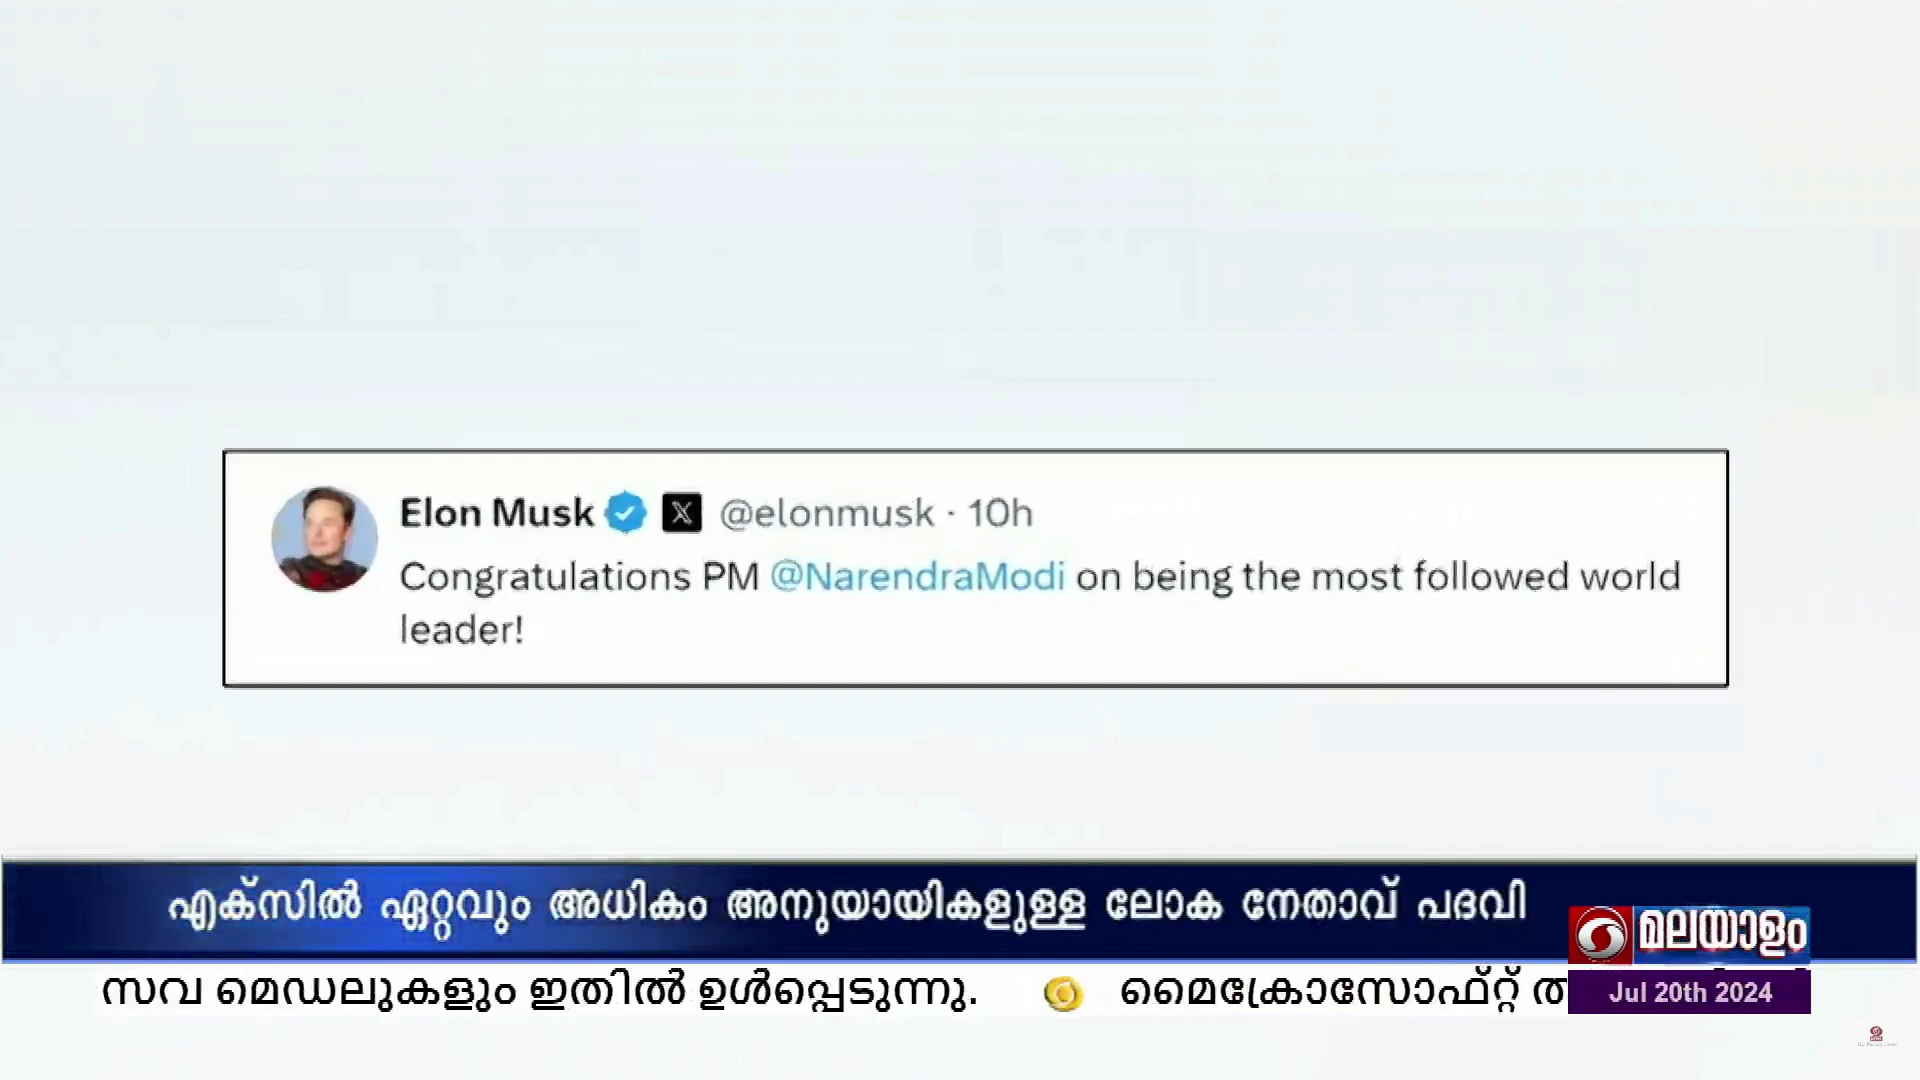 Elon Musk @elonmusk · 10h
Congratulations PM @NarendraModi on being the most followed world
leader!
എക്സിൽ ഏറ്റവും അധികം അനുയായികളുള്ള ലോക നേതാവ് പദവി
മലയാളം
സവ മെഡലുകളും ഇതിൽ ഉൾപ്പെടുന്നു. മൈക്രോസോഫ്റ്റ്
Jul 20th 2024